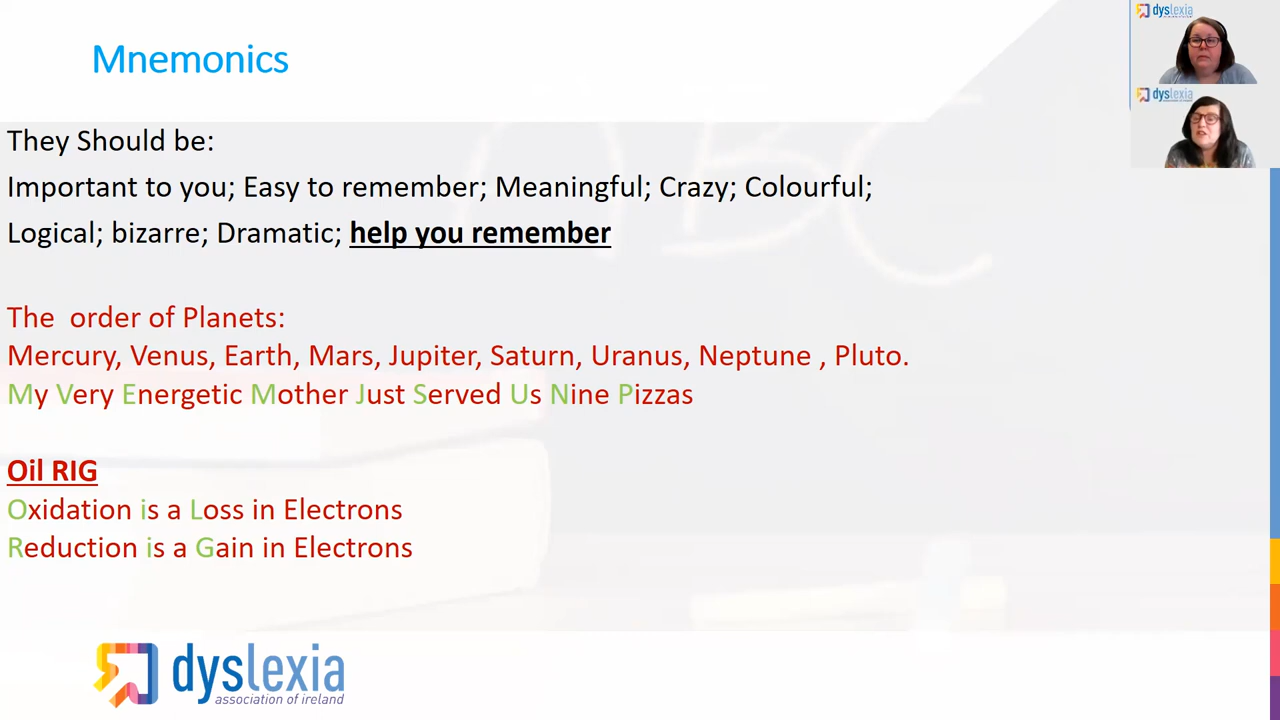 Mnemonics
They Should be:
Important to you; Easy to remember; Meaningful; Crazy; Colourful;
Logical; bizarre; Dramatic; help you remember
The  order of Planets:
Mercury, Venus, Earth, Mars, Jupiter, Saturn, Uranus, Neptune , Pluto.
My Very Energetic Mother Just Served Us Nine Pizzas
Oil RIG
Oxidation is a Loss in Electrons
Reduction is a Gain in Electrons
dyslexia
association of ireland
dyslexia
dyslexia